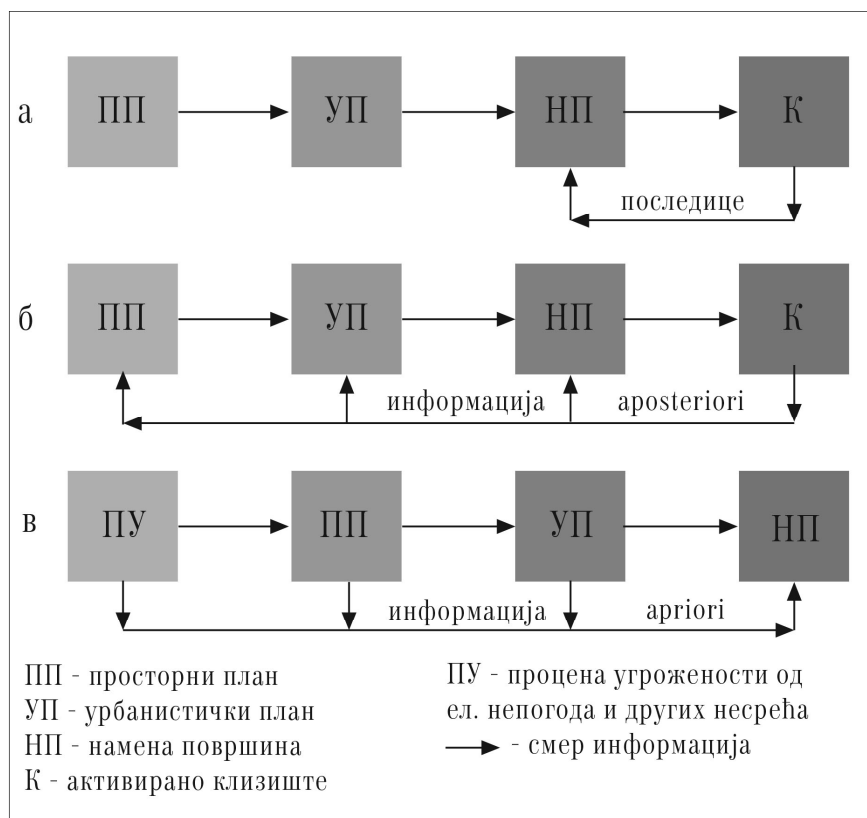 а ПП УП НП К
последице
б ПП УП НП К
информација aposteriori
в ПУ ПП УП НП
информација apriori
ПП - просторни план
УП - урбанистички план
НП - намена површина
К - активирано клизиште
ПУ - процена угрожености од
ел. непогода и других несрећа
- смер информација